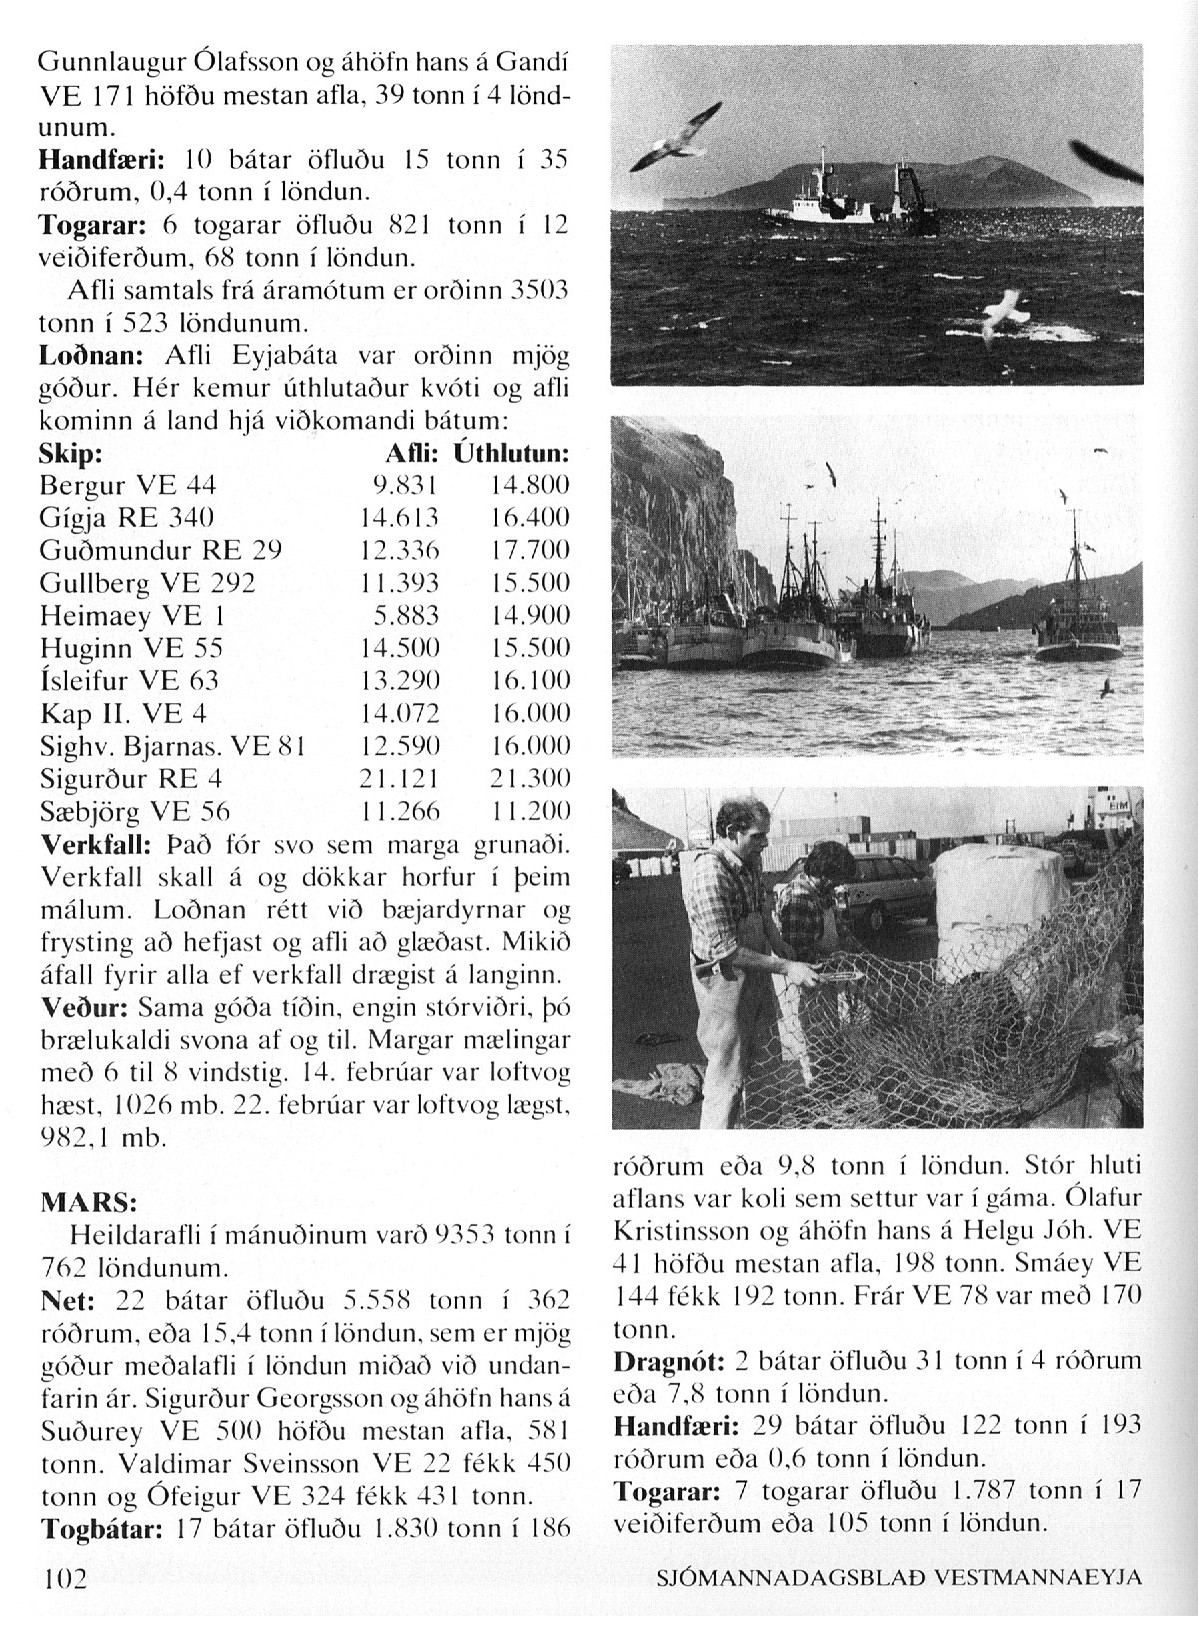 Gunnlaugur Ólafsson og áhöfn hans á Gandí
VE 171 höfðu mestan afla, 39 tonn í 4 lönd-
unum.
Handfæri: 10 bátar öfluðu 15 tonn í 35
róðrum, 0,4 tonn í löndun.
Togarar: 6 togarar öfluðu 821 tonn í 12
veiðiferðum, 68 tonn í löndun.
Afli samtals frá áramótum er orðinn 3503
tonn í 523 löndunum.
Loðnan: Afli Eyjabáta var orðinn mjög
góður. Hér kemur úthlutaður kvóti og afli
kominn á land hjá viðkomandi bátum:
Skip: Afli: Úthlutun:
Bergur VE 44 9.831 14.800
Gígja RE 340 14.613 16.400
Guðmundur RE 29 12.336 17.700
Gullberg VE 292 11.393 15.500
Heimaey VE 1 5.883 14.900
Huginn VE 55 14.500 15.500
Ísleifur VE 63 13.290 16.100
Kap II. VE 4 14.072 16.000
Sighv. Bjarnas. VE 81 12.590 16.000
Sigurður RE 4 21.121 21.300
Sæbjörg VE 56 11.266 11.200
Verkfall: Það fór svo sem marga grunaði.
Verkfall skall á og dökkar horfur í þeim
málum. Loðnan rétt við bæjardyrnar og
frysting að hefjast og afli að glæðast. Mikið
áfall fyrir alla ef verkfall drægist á langinn.
Veður: Sama góða tíðin, engin stórviðri, þó
brælukaldi svona af og til. Margar mælingar
með 6 til 8 vindstig. 14. febrúar var loftvog
hæst, 1026 mb. 22. febrúar var loftvog lægst,
982,1 mb.
MARS:
Heildarafli í mánuðinum varð 9353 tonn í
762 löndunum.
Net: 22 bátar öfluðu 5.558 tonn í 362
róðrum, eða 15,4 tonn í löndun, sem er mjög
góður meðalafli í löndun miðað við undan-
farin ár. Sigurður Georgsson og áhöfn hans á
Suðurey VE 500 höfðu mestan afla, 581
tonn. Valdimar Sveinsson VE 22 fékk 450
tonn og Ófeigur VE 324 fékk 431 tonn.
Togbátar: 17 bátar öfluðu 1.830 tonn í 186
EIM
róðrum eða 9,8 tonn í löndun. Stór hluti
aflans var koli sem settur var í gáma. Ólafur
Kristinsson og áhöfn hans á Helgu Jóh. VE
41 höfðu mestan afla, 198 tonn. Smáey VE
144 fékk 192 tonn. Frár VE 78 var með 170
tonn.
Dragnót: 2 bátar öfluðu 31 tonn í 4 róðrum
eða 7,8 tonn í löndun.
Handfæri: 29 bátar öfluðu 122 tonn í 193
róðrum eða 0,6 tonn í löndun.
Togarar: 7 togarar öfluðu 1.787 tonn í 17
veiðiferðum eða 105 tonn í löndun.
102
SJÓMANNADAGSBLAÐ VESTMANNAEYJA